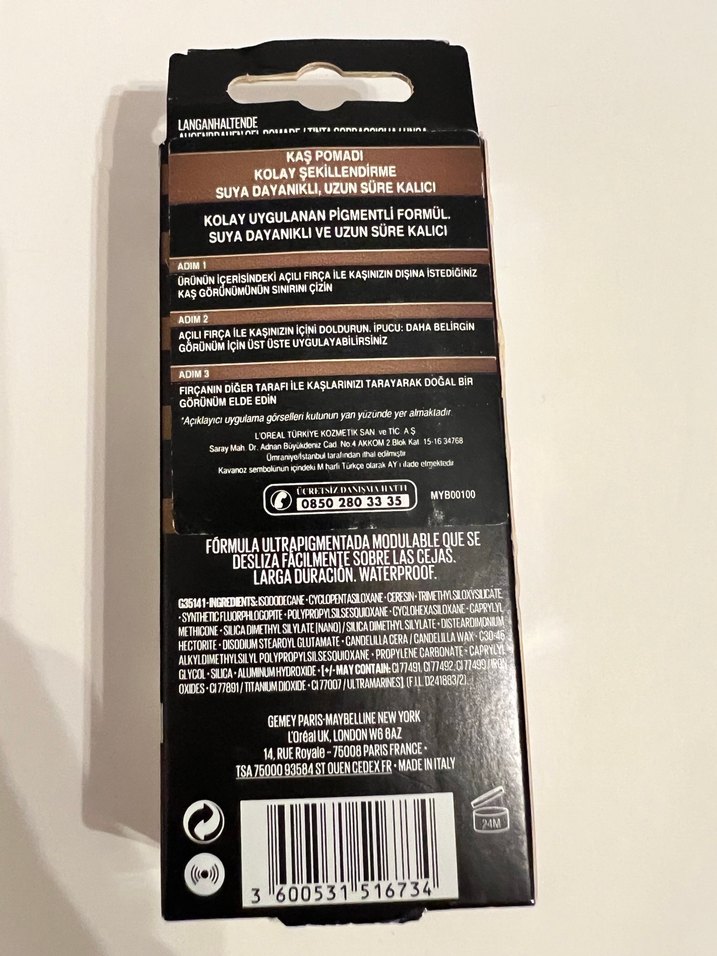 LANGANHALTENDE
KAŞ POMADI
KOLAY ŞEKİLLENDİRME
SUYA DAYANIKLI, UZUN SÜRE KALICI
KOLAY UYGULANAN PİGMENTLİ FORMÜL.
SUYA DAYANIKLI VE UZUN SÜRE KALICI
ADIM 1
ÜRÜNÜN İÇERİSİNDEKİ AÇILI FIRÇA İLE KAŞINIZIN DIŞINA İSTEDİĞİNİZ
KAŞ GÖRÜNÜMÜNÜN SINIRINI ÇİZİN
ADIM 2
AÇILI FIRÇA İLE KAŞINIZIN İÇİNİ DOLDURUN. İPUCU: DAHA BELİRGİN
GÖRÜNÜM İÇİN ÜST ÜSTE UYGULAYABİLİRSİNİZ
ADIM 3
FIRÇANIN DİĞER TARAFI İLE KAŞLARINIZI TARAYARAK DOĞAL BİR
GÖRÜNÜM ELDE EDİN
*Açıklayıcı uygulama görselleri kutunun yan yüzünde yer almaktadır
L'OREAL TÜRKİYE KOZMETİK SAN. ve TİC. A Ş
Saray Mah. Dr. Adnan Büyükdeniz Cad. No.4 AKKOM 2 Blok Kat. 15-16 34768
Ümraniye/İstanbul tarafından ithal edilmiştir
Kavanoz sembolünün içindeki M harfi Türkçe olarak AY'ı ifade etmektedir
ÜCRETSİZ DANIŞMA HATTI
0850 280 33 35
MYB00100
FÓRMULA ULTRAPIGMENTADA MODULABLE QUE SE
DESLIZA FÁCILMENTE SOBRE LAS CEJAS.
LARGA DURACIÓN. WATERPROOF.
G35141 - INGREDIENTS: ISODODECANE • CYCLOPENTASILOXANE • CERESIN • TRIMETHYLSILOXYSILICATE
• SYNTHETIC FLUORPHLOGOPITE • POLYPROPYLSILSESQUIOXANE • CYCLOHEXASILOXANE • CAPRYLYL
METHICONE • SILICA DIMETHYL SILYLATE [NANO] / SILICA DIMETHYL SILYLATE • DISTEARDIMONIUM
HECTORITE • DISODIUM STEAROYL GLUTAMATE • CANDELILLA CERA / CANDELILLA WAX • C30-45
ALKYLDIMETHYLSILYL POLYPROPYLSILSESQUIOXANE • PROPYLENE CARBONATE • CAPRYLYL
GLYCOL • SILICA • ALUMINUM HYDROXIDE • [+/- MAY CONTAIN: CI 77491, CI 77492, CI 77499 / IRON
OXIDES • CI 77891 / TITANIUM DIOXIDE • CI 77007 / ULTRAMARINES]. (F.I.L. D241883/2).
GEMEY PARIS-MAYBELLINE NEW YORK
L'Oréal UK, LONDON W6 8AZ
14, RUE Royale - 75008 PARIS FRANCE •
TSA 75000 93584 ST OUEN CEDEX FR • MADE IN ITALY
24M
3 600531 516734